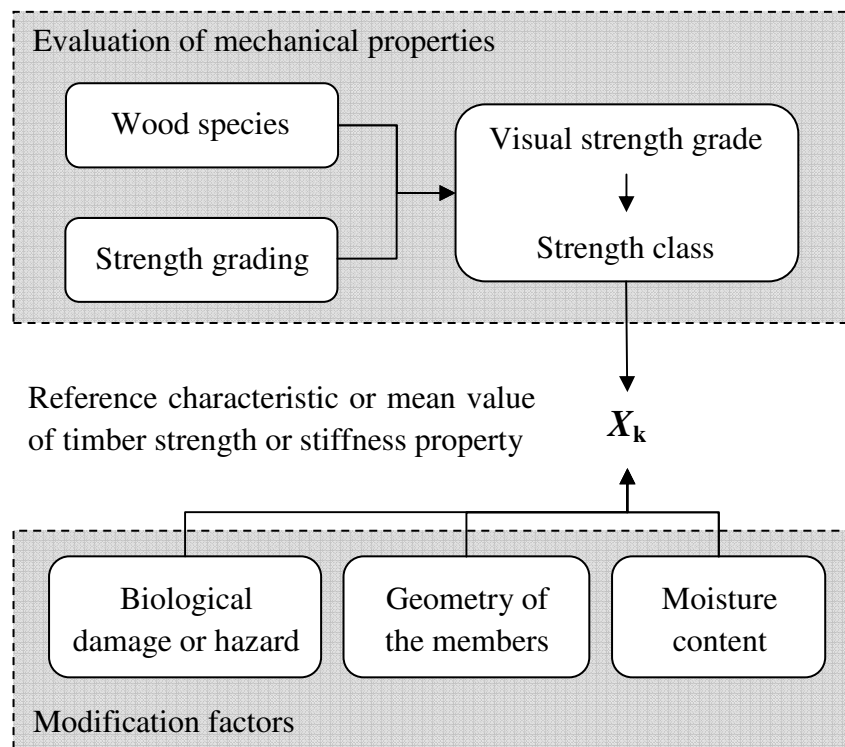 Evaluation of mechanical properties
Wood species
Strength grading
Visual strength grade
Strength class
Reference characteristic or mean value
of timber strength or stiffness property
Xk
Biological
damage or hazard
Geometry of
the members
Moisture
content
Modification factors